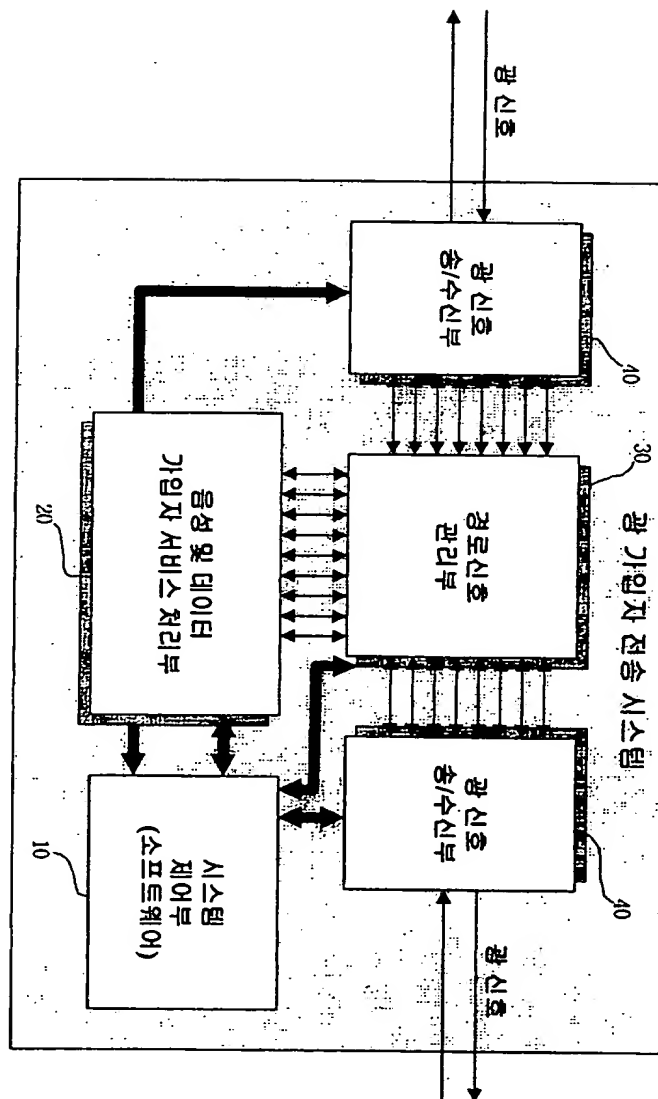 광 가입자 전송 시스템
광 신호
광 신호
송/수신부
40
30
경로신호
관리부
광 신호
송/수신부
40
광 신호
음성 및 데이터
가입자 서비스 처리부
20
시스템
제어부
(소프트웨어)
10